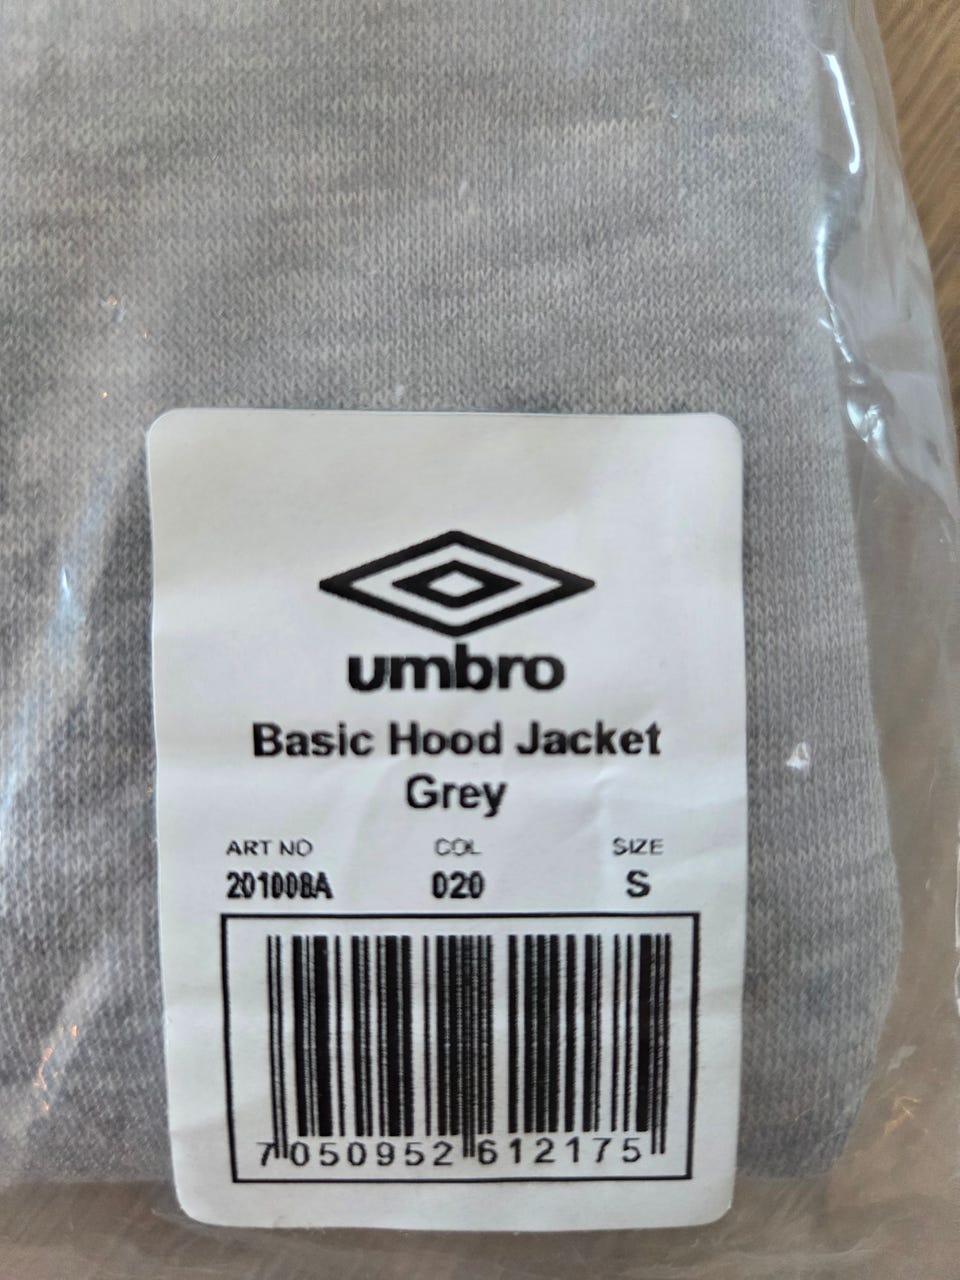 umbro
Basic Hood Jacket
Grey
ART NO COL SIZE
201008A 020 S
7 050952 612175